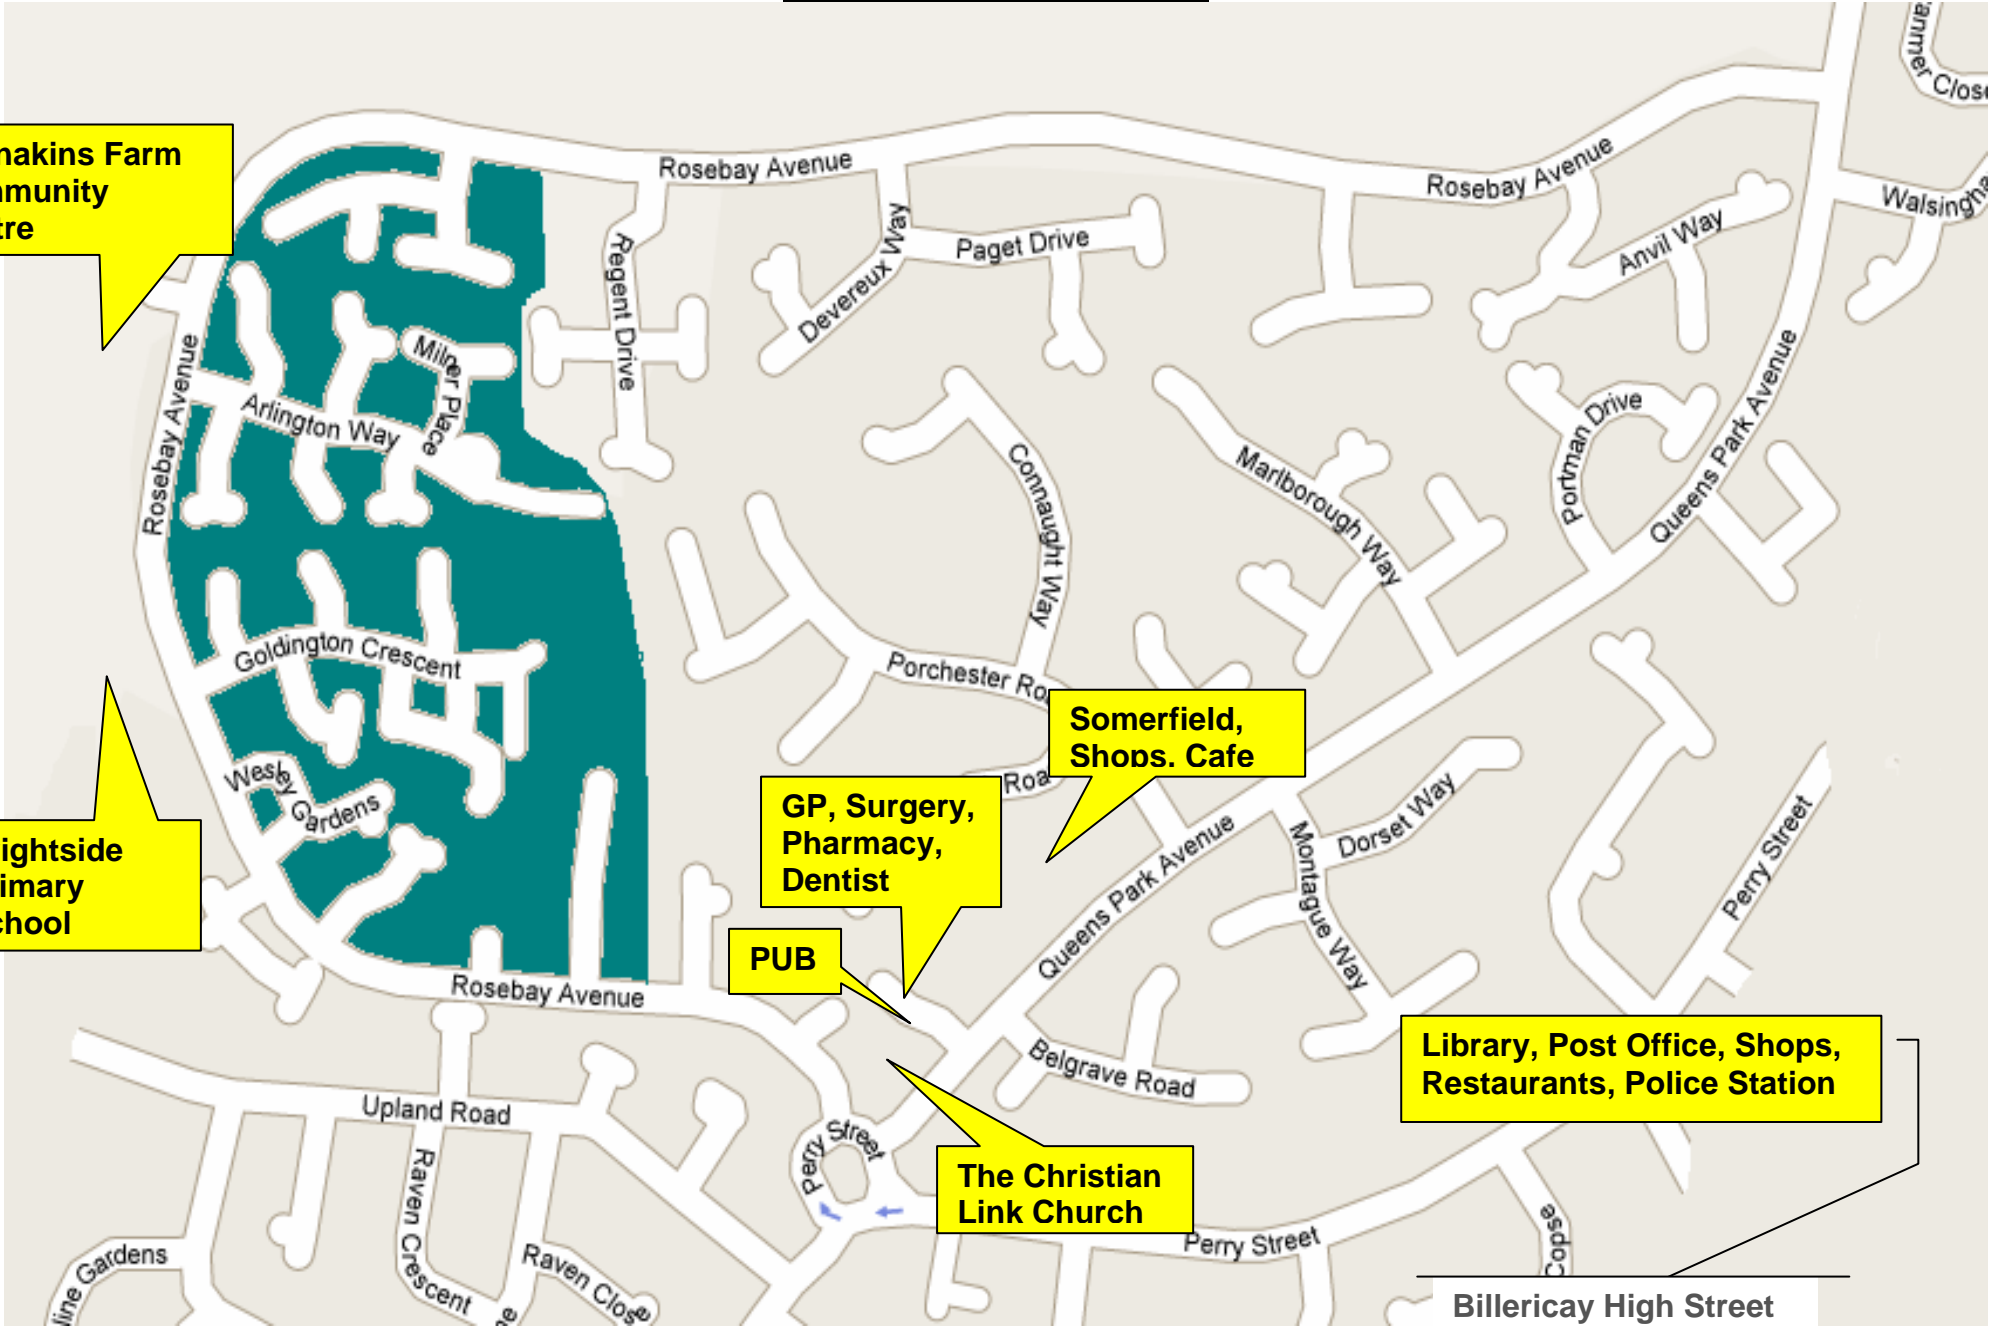 Close
Rosebay Avenue
Rosebay Avenue
Walsingha
nakins Farm
mmunity
tre
Regent Drive
Devereux Way
Paget Drive
Anvil Way
Rosebay Avenue
Milner Place
Arlington Way
Portman Drive
Queens Park Avenue
Connaught Way
Marlborough Way
Goldington Crescent
Porchester Ro
Somerfield,
Shops, Cafe
Roa
Wesley Gardens
GP, Surgery,
Pharmacy,
Dentist
Queens Park Avenue
Dorset Way
Montague Way
Perry Street
ightside
imary
chool
PUB
Rosebay Avenue
Belgrave Road
Library, Post Office, Shops,
Restaurants, Police Station
Upland Road
Perry Street
The Christian
Link Church
Raven Crescent
Perry Street
Copse
line Gardens
Raven Close
Billericay High Street